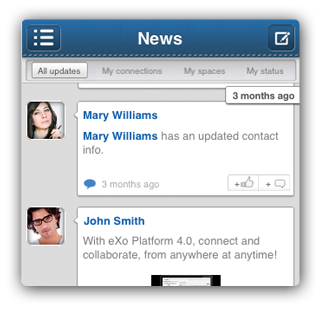 News
All updates My connections My spaces My status
3 months ago
Mary Williams
Mary Williams has an updated contact
info.
3 months ago + +
John Smith
With eXo Platform 4.0, connect and
collaborate, from anywhere at anytime!